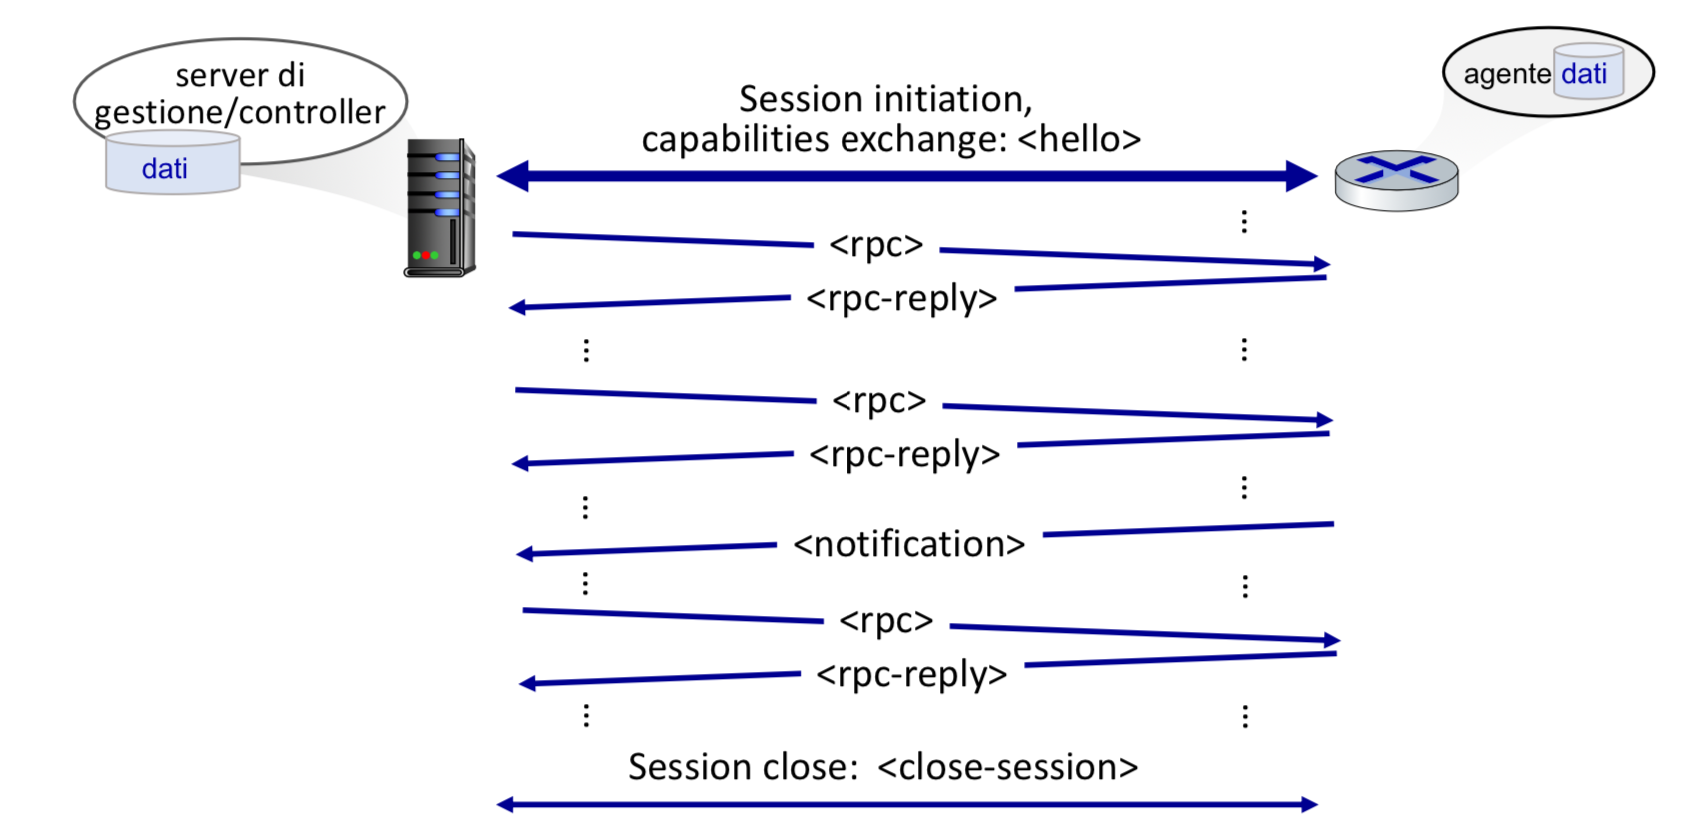 server di
gestione/controller
dati
agente dati
Session initiation,
capabilities exchange: <hello>
<rpc>
<rpc-reply>
<rpc>
<rpc-reply>
<notification>
<rpc>
<rpc-reply>
Session close: <close-session>